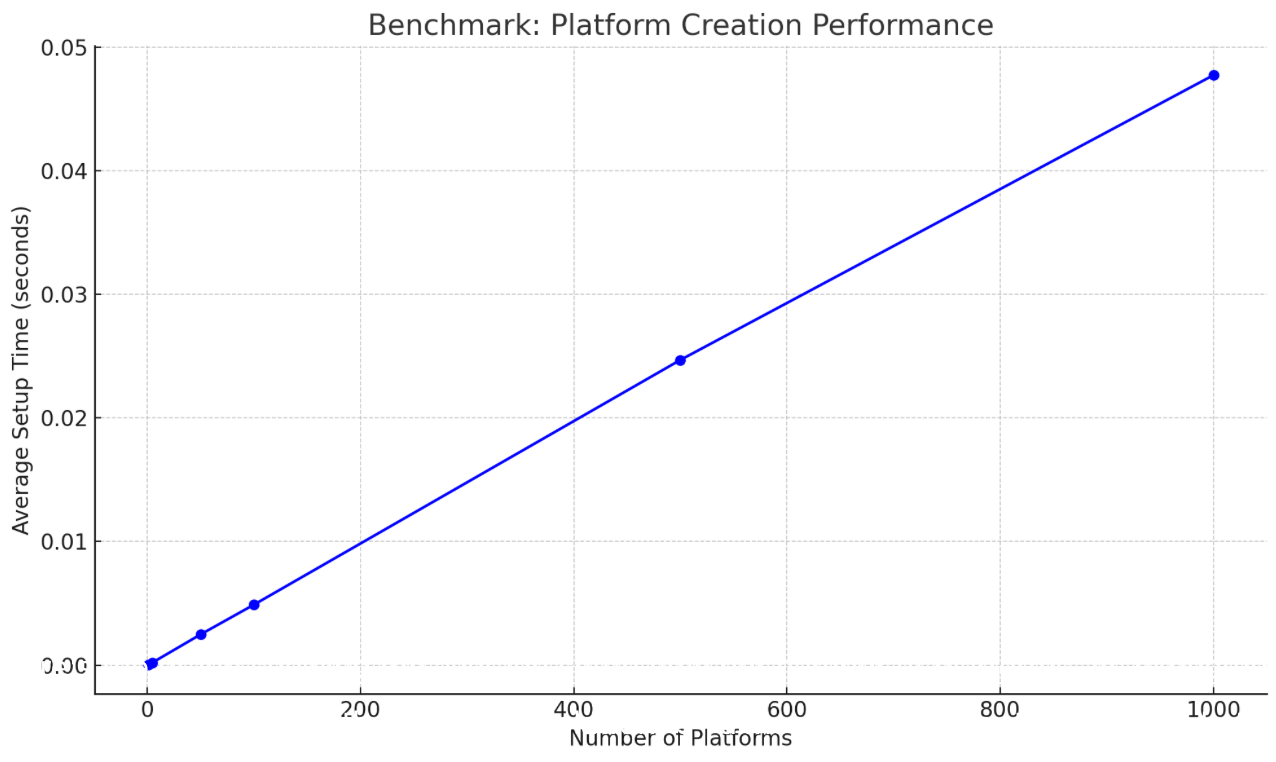 Benchmark: Platform Creation Performance
0.05
0.04
0.03
0.02
0.01
0.00
Average Setup Time (seconds)
0 200 400 600 800 1000
Number of Platforms